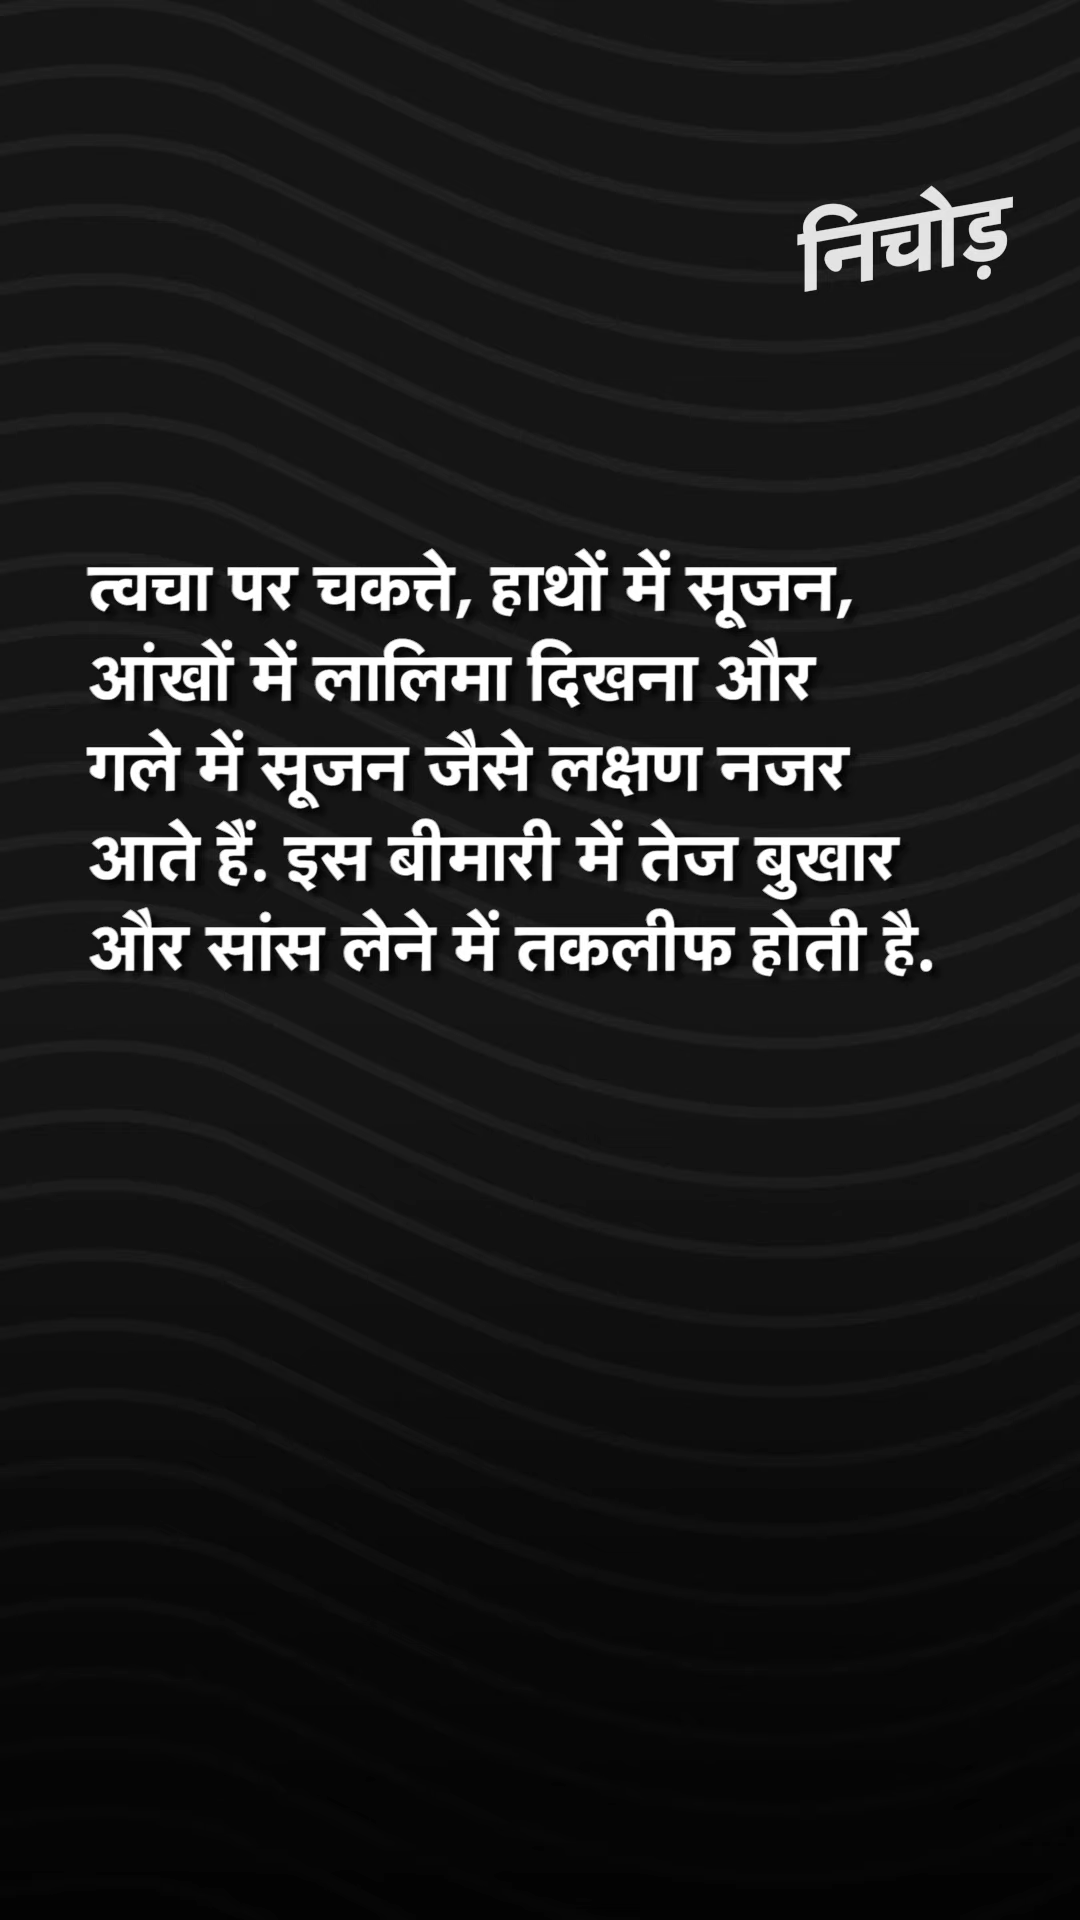 निचोड़
त्वचा पर चकत्ते, हाथों में सूजन,
आंखों में लालिमा दिखना और
गले में सूजन जैसे लक्षण नजर
आते हैं. इस बीमारी में तेज बुखार
और सांस लेने में तकलीफ होती है.